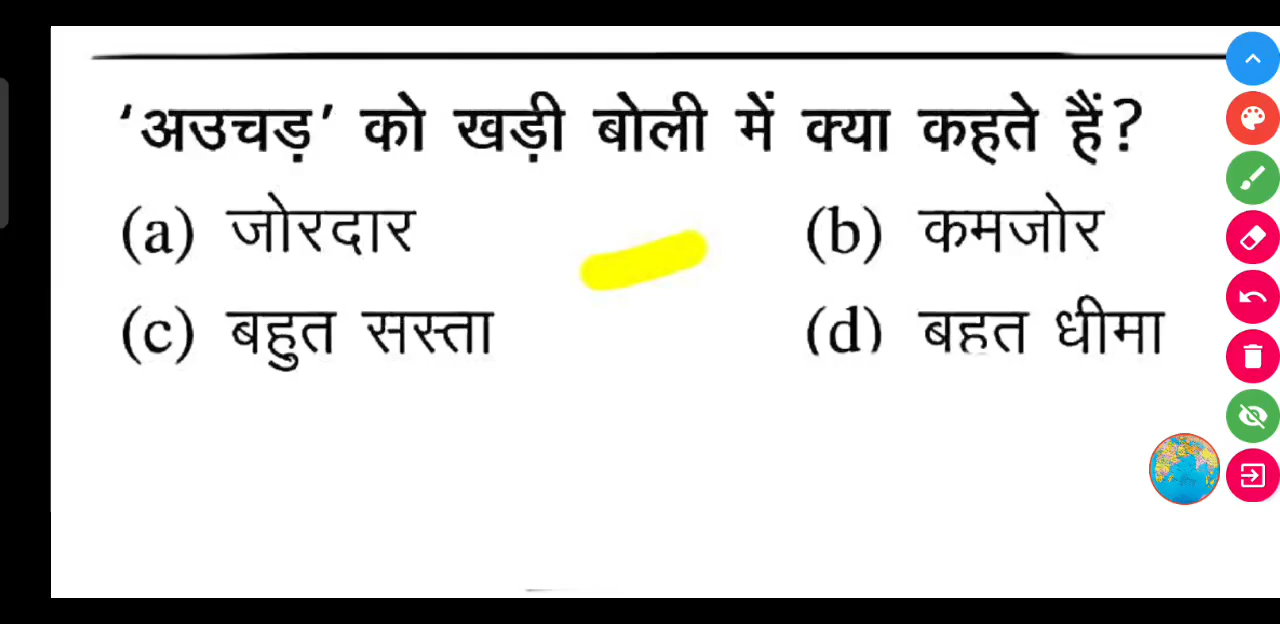 ‘अउचड़’ को खड़ी बोली में क्या कहते हैं?
(a) जोरदार (b) कमजोर
(c) बहुत सस्ता (d) बहत धीमा